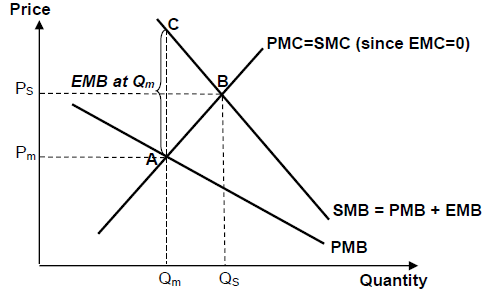 Price
C
PMC=SMC (since EMC=0)
EMB at Qm
B
PS
Pm
A
SMB = PMB + EMB
PMB
Qm
QS
Quantity